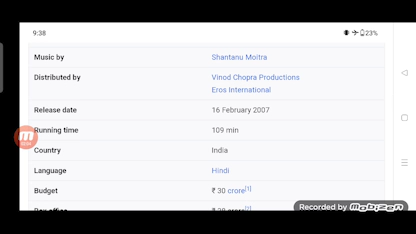 9:38
23%
Music by Shantanu Moitra
Distributed by Vinod Chopra Productions
Eros International
Release date 16 February 2007
Running time 109 min
Country India
Language Hindi
Budget ₹ 30 crore[1]
Recorded by Mobizen